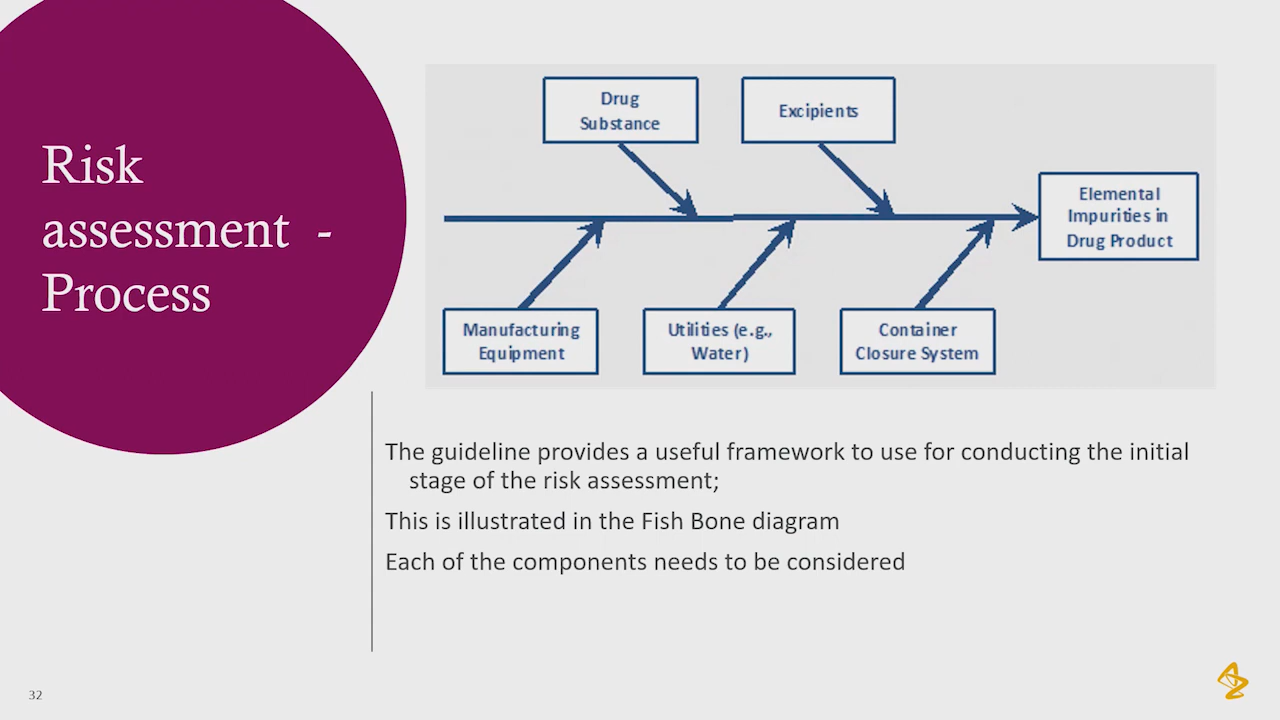 Risk
assessment -
Process
Drug
Substance
Excipients
Elemental
Impurities in
Drug Product
Manufacturing
Equipment
Utilities (e.g.,
Water)
Container
Closure System
The guideline provides a useful framework to use for conducting the initial
stage of the risk assessment;
This is illustrated in the Fish Bone diagram
Each of the components needs to be considered
32